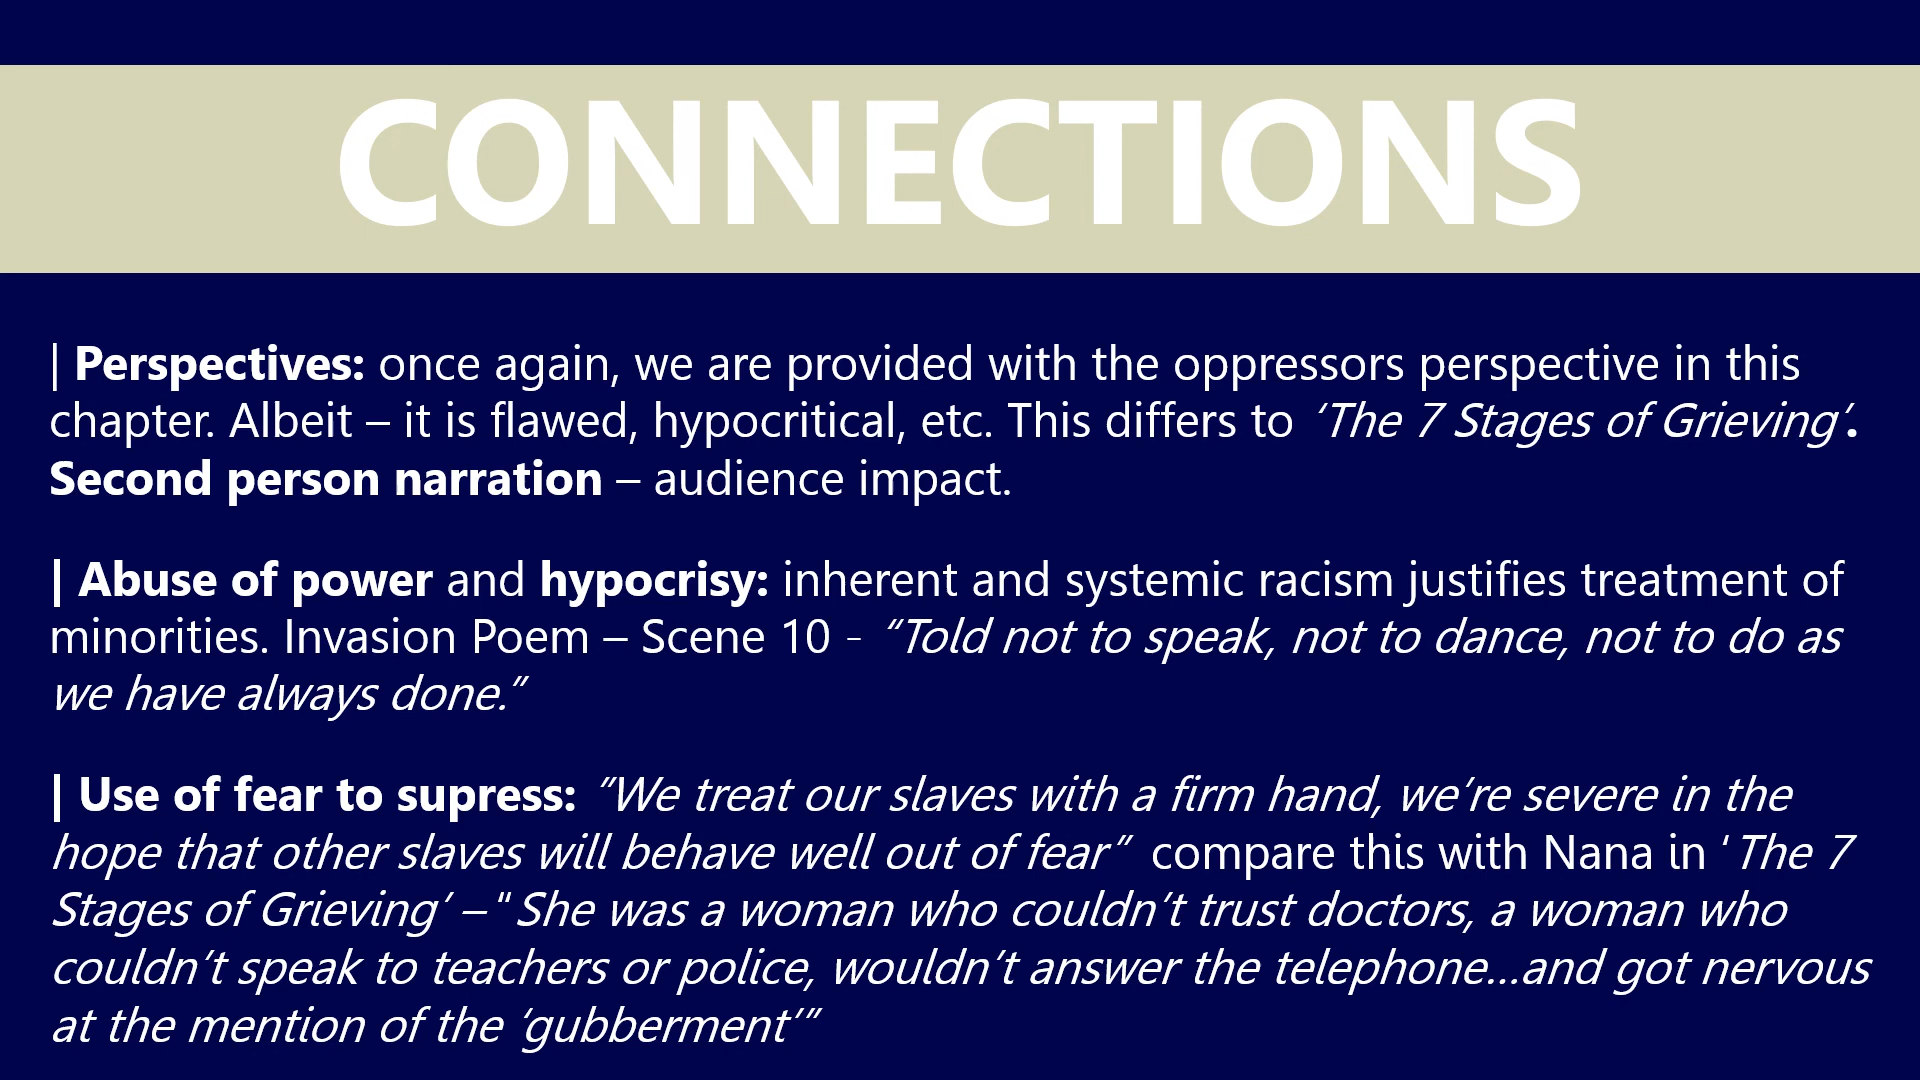 CONNECTIONS
| Perspectives: once again, we are provided with the oppressors perspective in this
chapter. Albeit – it is flawed, hypocritical, etc. This differs to ‘The 7 Stages of Grieving’.
Second person narration – audience impact.
| Abuse of power and hypocrisy: inherent and systemic racism justifies treatment of
minorities. Invasion Poem – Scene 10 - “Told not to speak, not to dance, not to do as
we have always done.”
| Use of fear to supress: “We treat our slaves with a firm hand, we’re severe in the
hope that other slaves will behave well out of fear” compare this with Nana in ‘The 7
Stages of Grieving’ – “She was a woman who couldn’t trust doctors, a woman who
couldn’t speak to teachers or police, wouldn’t answer the telephone…and got nervous
at the mention of the ‘gubberment’”